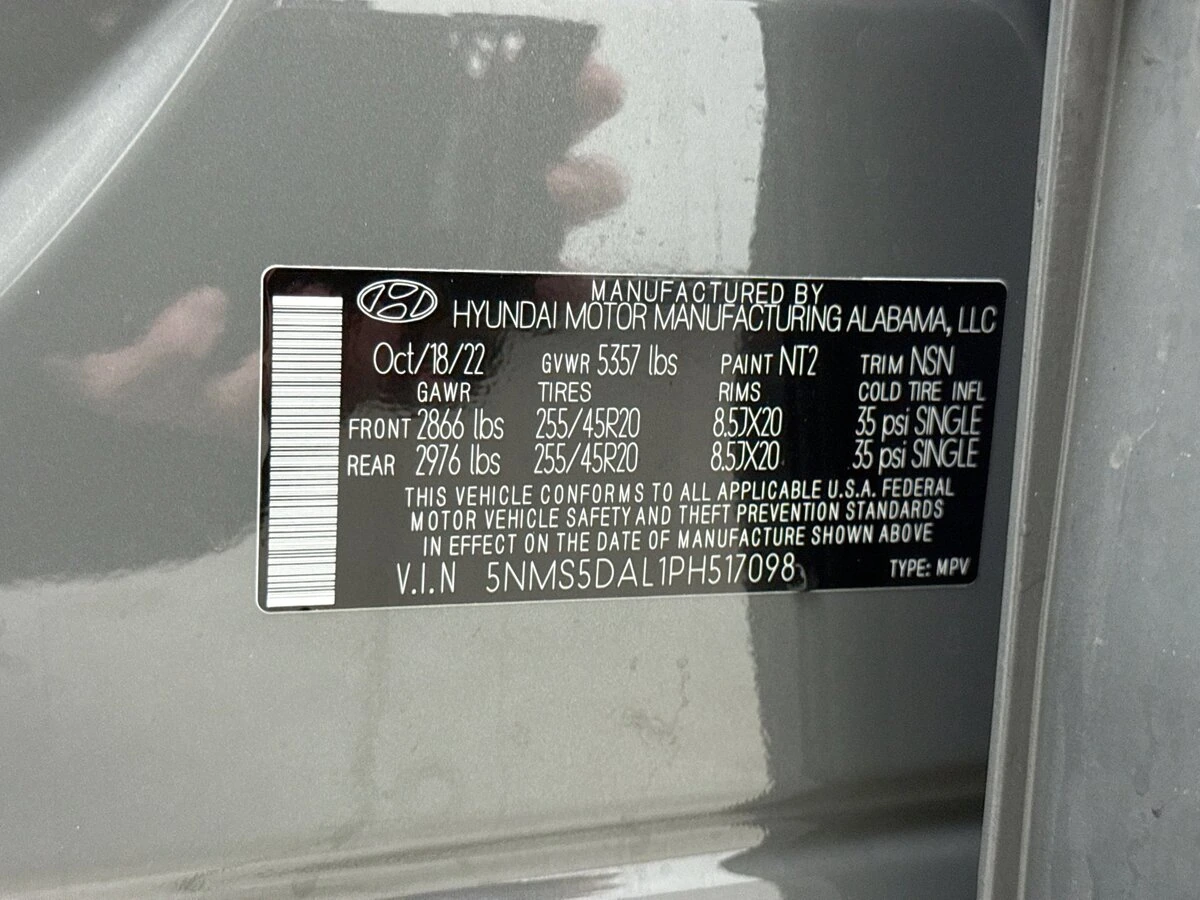 MANUFACTURED BY
HYUNDAI MOTOR MANUFACTURING ALABAMA, LLC
Oct/18/22 GVWR 5357 lbs PAINT NT2 TRIM NSN
GAWR TIRES RIMS COLD TIRE INFL
FRONT 2866 lbs 255/45R20 8.5JX20 35 psi SINGLE
REAR 2976 lbs 255/45R20 8.5JX20 35 psi SINGLE
THIS VEHICLE CONFORMS TO ALL APPLICABLE U.S.A. FEDERAL
MOTOR VEHICLE SAFETY AND THEFT PREVENTION STANDARDS
IN EFFECT ON THE DATE OF MANUFACTURE SHOWN ABOVE
V.I.N 5NMS5DAL1PH517098 TYPE: MPV